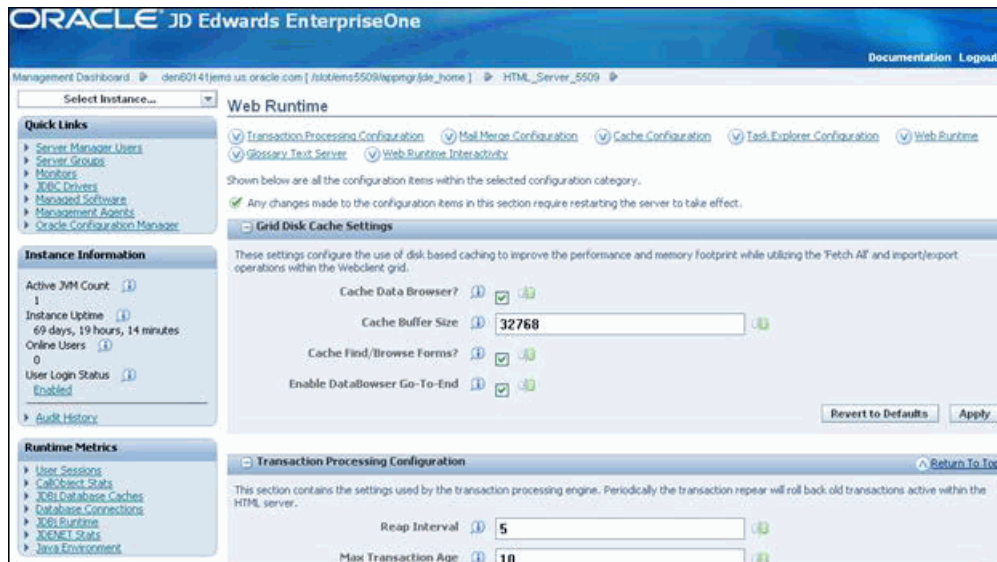 ORACLE JD Edwards EnterpriseOne
Documentation Logout
Management Dashboard den60141jems.us.oracle.com [ /slot/ems5509/appmgr/jde_home ] HTML_Server_5509
Select Instance...
Quick Links
Server Manager Users
Server Groups
Monitors
JDBC Drivers
Managed Software
Management Agents
Oracle Configuration Manager
Instance Information
Active JVM Count
1
Instance Uptime
69 days, 19 hours, 14 minutes
Online Users
0
User Login Status
Enabled
Audit History
Runtime Metrics
User Sessions
CallObject Stats
JDBj Database Caches
Database Connections
JDBj Runtime
JDENET Stats
Java Environment
Web Runtime
Transaction Processing Configuration Mail Merge Configuration Cache Configuration Task Explorer Configuration Web Runtime
Glossary Text Server Web Runtime Interactivity
Shown below are all the configuration items within the selected configuration category.
Any changes made to the configuration items in this section require restarting the server to take effect.
Grid Disk Cache Settings
These settings configure the use of disk based caching to improve the performance and memory footprint while utilizing the 'Fetch All' and import/export
operations within the Webclient grid.
Cache Data Browser?
Cache Buffer Size 32768
Cache Find/Browse Forms?
Enable DataBowser Go-To-End
Revert to Defaults Apply
Transaction Processing Configuration Return To Top
This section contains the settings used by the transaction processing engine. Periodically the transaction repear will roll back old transactions active within the
HTML server.
Reap Interval 5
Max Transaction Age 10